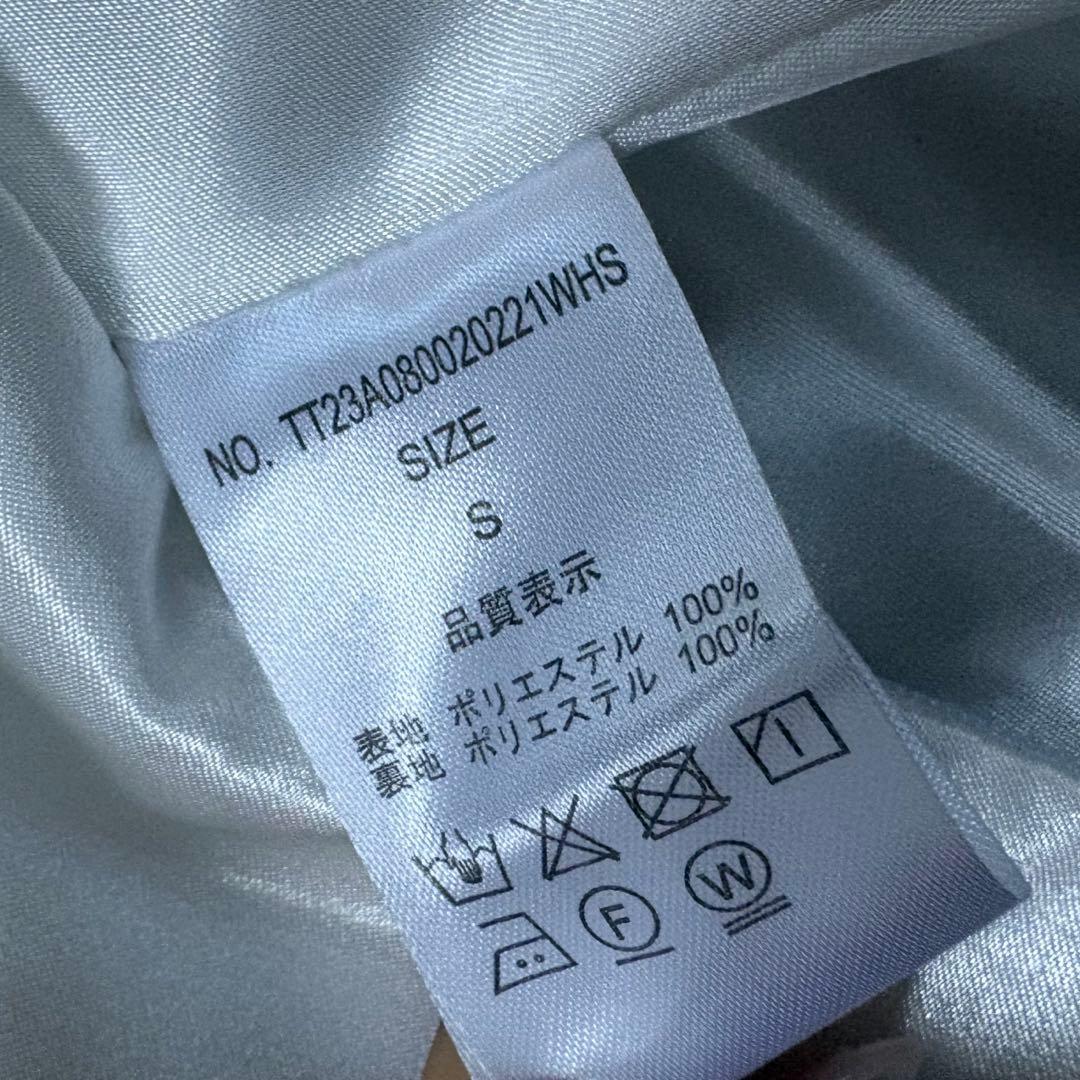 NO. TT23A080020221WHS
SIZE
S
品質表示
表地 ポリエステル 100%
裏地 ポリエステル 100%
F W